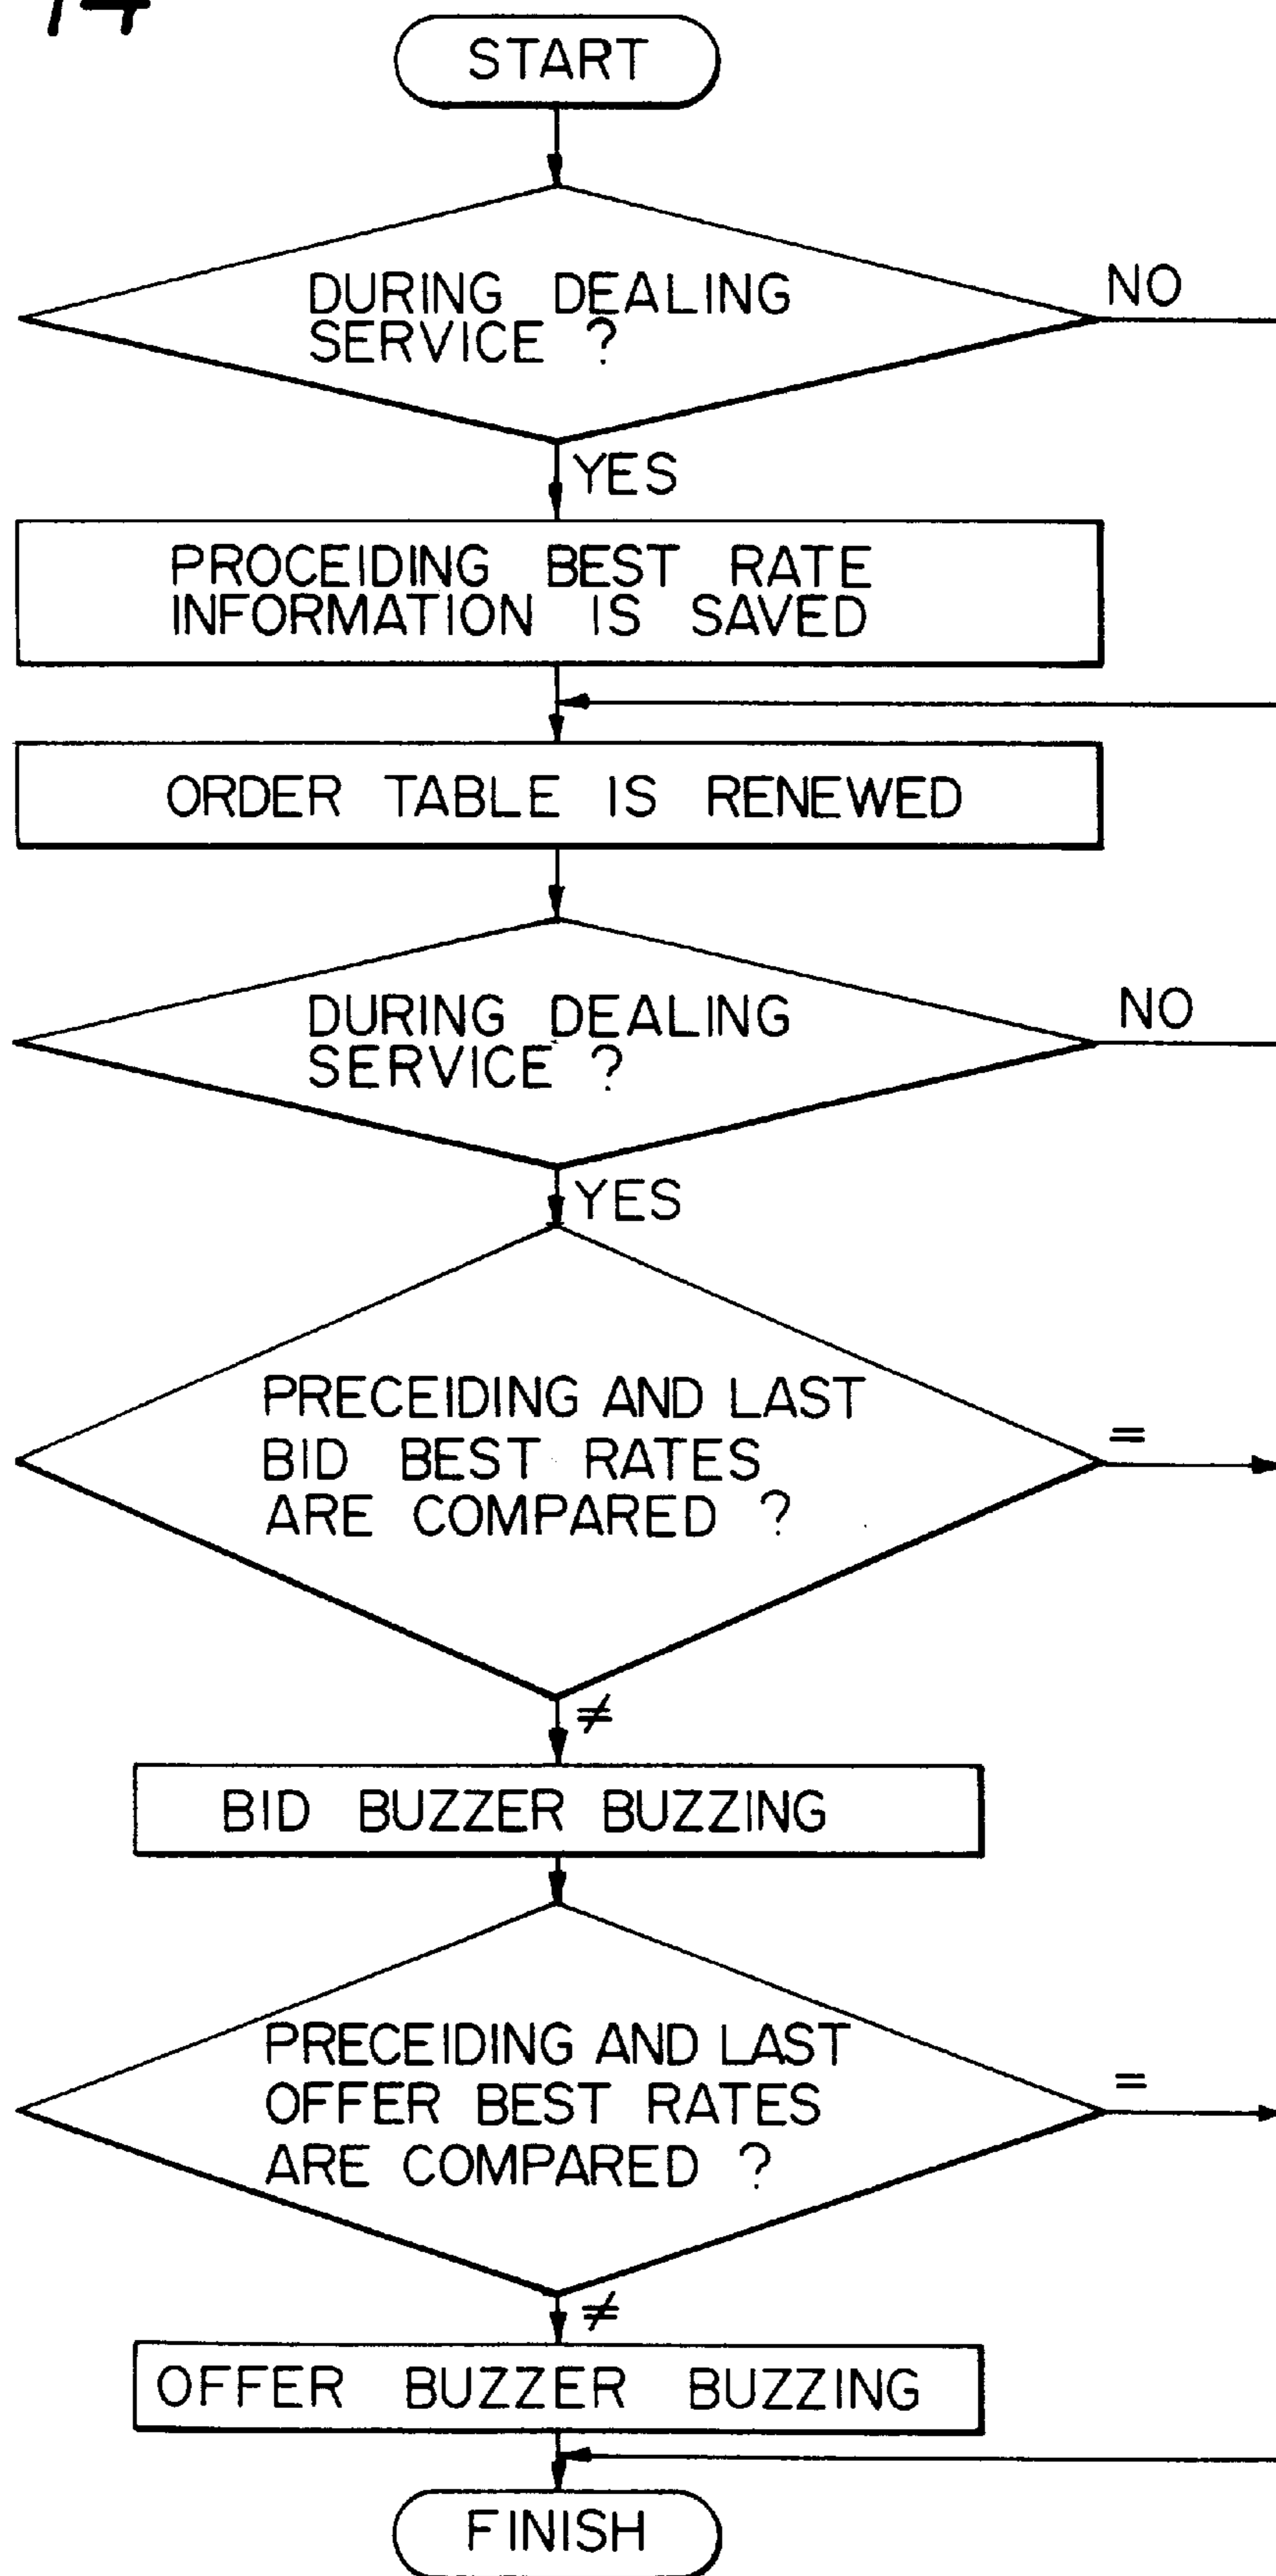 14
START
DURING DEALING
SERVICE ?
NO
YES
PROCEIDING BEST RATE
INFORMATION IS SAVED
ORDER TABLE IS RENEWED
DURING DEALING
SERVICE ?
NO
YES
PRECEIDING AND LAST
BID BEST RATES
ARE COMPARED ?
=
≠
BID BUZZER BUZZING
PRECEIDING AND LAST
OFFER BEST RATES
ARE COMPARED ?
=
≠
OFFER BUZZER BUZZING
FINISH